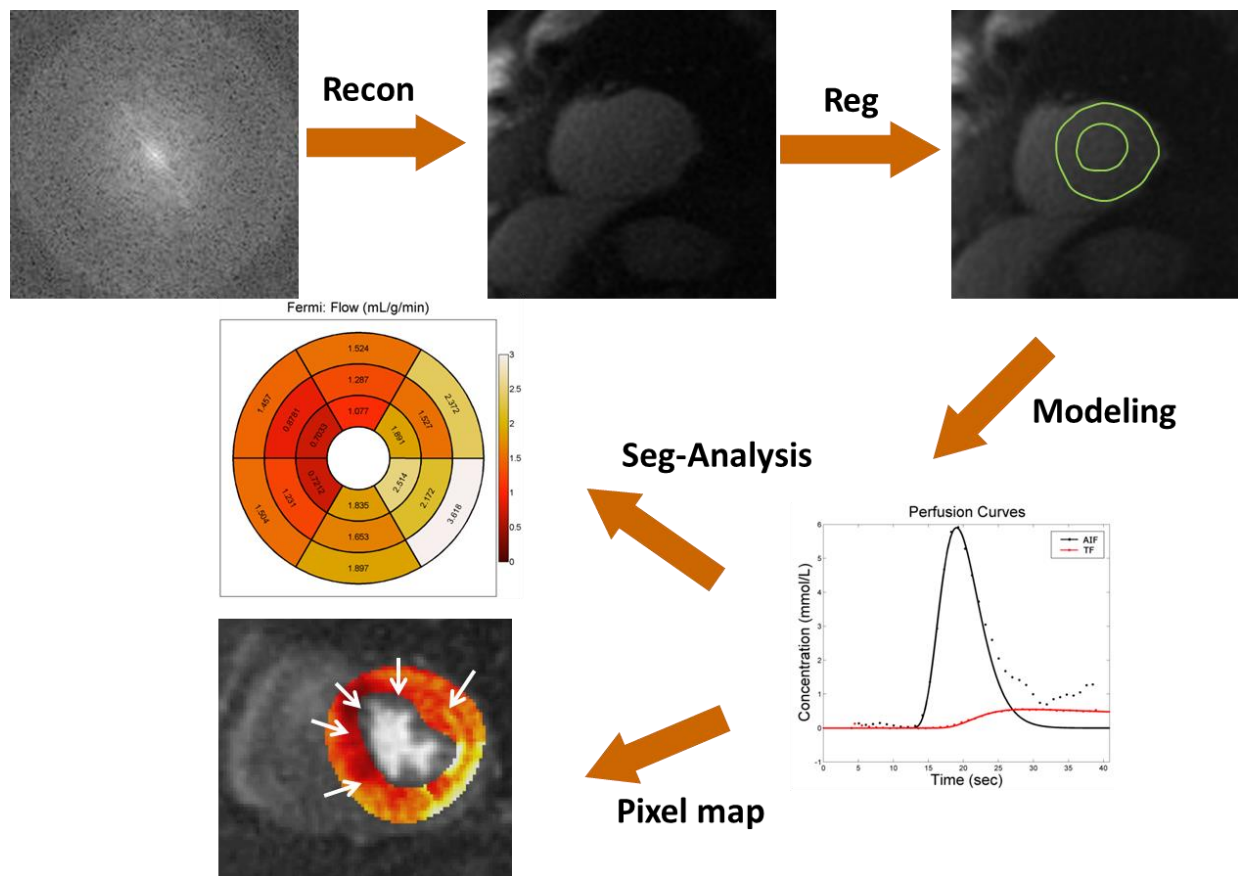 Recon
Reg
Fermi: Flow (mL/g/min)
1.524
1.457
2.372
1.287
0.8781
1.527
1.077
0.7033
1.891
0.7212
2.514
1.231
2.172
1.504
3.618
1.835
1.653
1.897
3
2.5
2
1.5
1
0.5
0
Modeling
Seg-Analysis
Perfusion Curves
AIF
TF
Concentration (mmol/L)
6
5
4
3
2
1
0
-1
0 5 10 15 20 25 30 35 40
Time (sec)
Pixel map